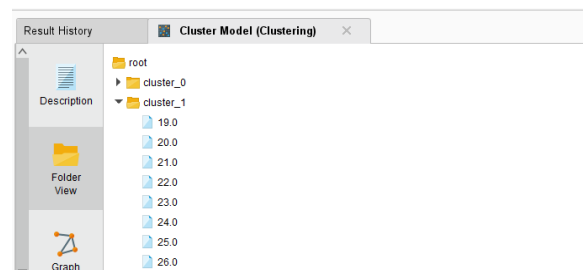 Result History
Cluster Model (Clustering)
Description
Folder
View
Graph
root
cluster_0
cluster_1
19.0
20.0
21.0
22.0
23.0
24.0
25.0
26.0